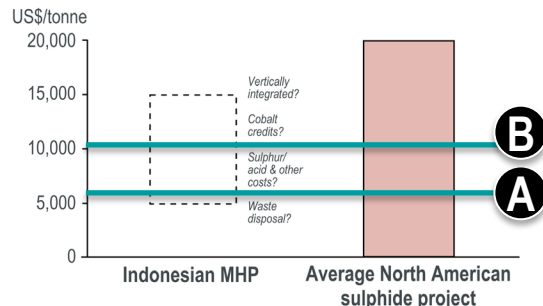 US$/tonne
20,000
15,000
10,000
5,000
0
Vertically
integrated?
Cobalt
credits?
Sulphur/
acid & other
costs?
Waste
disposal?
B
A
Indonesian MHP
Average North American
sulphide project